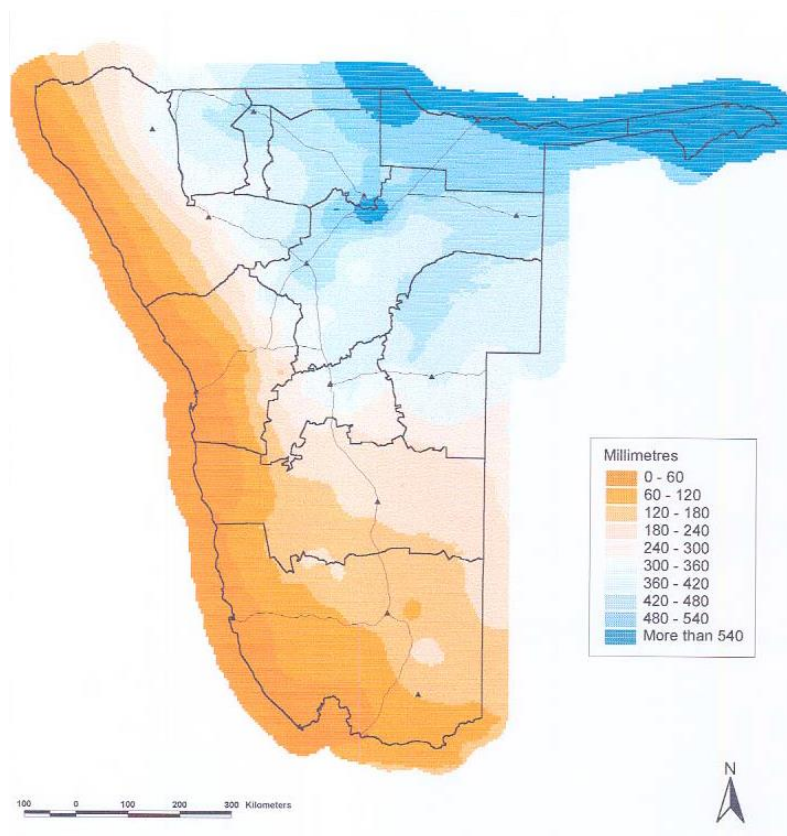 Millimetres
0 - 60
60 - 120
120 - 180
180 - 240
240 - 300
300 - 360
360 - 420
420 - 480
480 - 540
More than 540
N
100 0 100 200 300 Kilometers